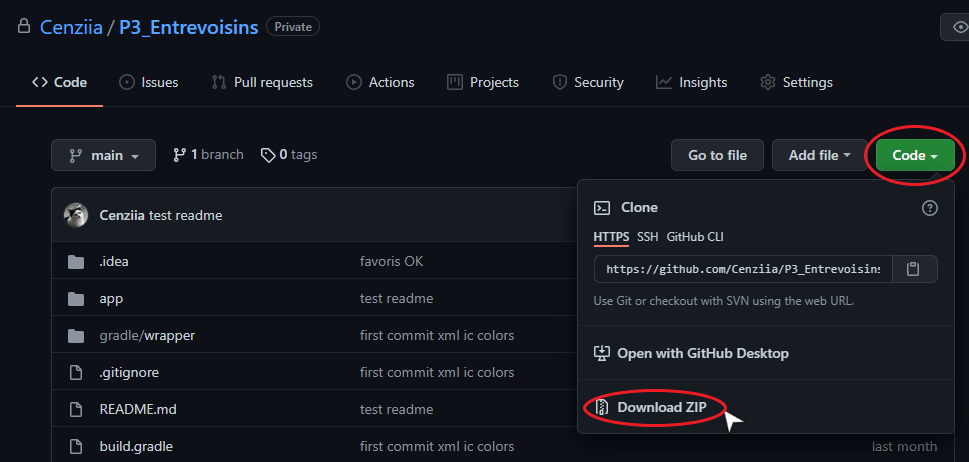 Cenziia / P3_Entrevoisins Private
Code Issues Pull requests Actions Projects Security Insights Settings
main 1 branch 0 tags Go to file Add file Code
Cenziia test readme
.idea favoris OK
app test readme
gradle/wrapper first commit xml ic colors
.gitignore first commit xml ic colors
README.md test readme
build.gradle first commit xml ic colors last month
Clone
HTTPS SSH GitHub CLI
https://github.com/Cenziia/P3_Entrevoisins
Use Git or checkout with SVN using the web URL.
Open with GitHub Desktop
Download ZIP